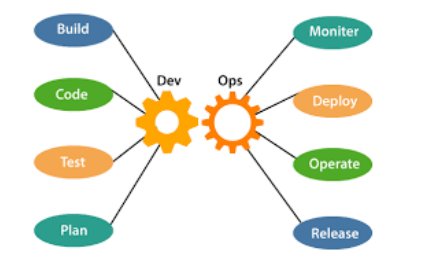 Build
Moniter
Dev
Ops
Code
Deploy
Test
Operate
Plan
Release